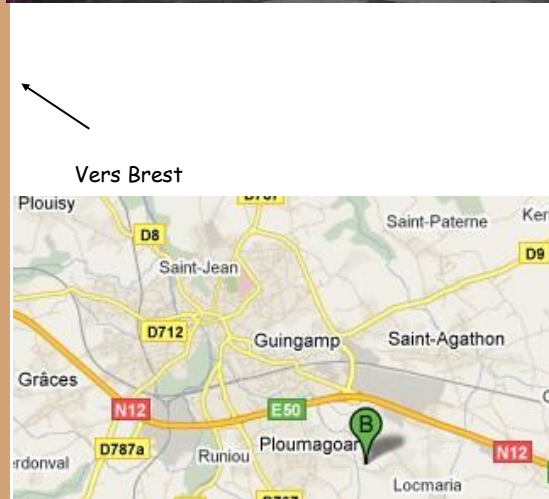 Vers Brest
Plouisy
D8
Saint-Paterne
D9
Saint-Jean
D712
Guingamp
Saint-Agathon
Grâces
N12
E50
B
D787a
Runiou
Ploumagoar
N12
Locmaria